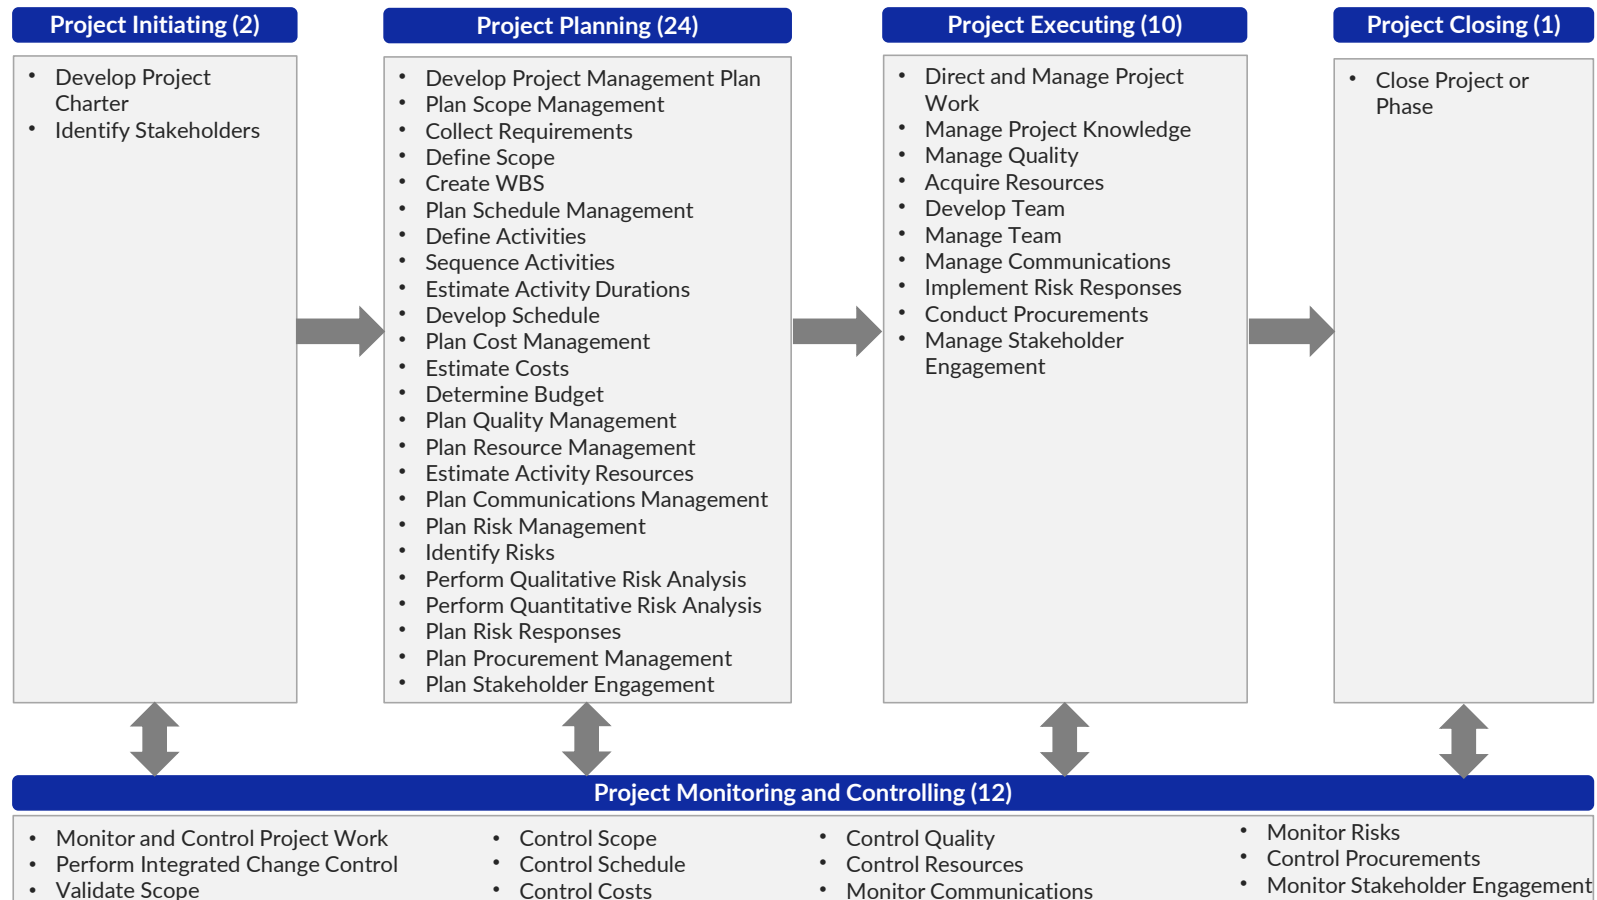 Project Initiating (2)
• Develop Project
Charter
• Identify Stakeholders
Project Planning (24)
• Develop Project Management Plan
• Plan Scope Management
• Collect Requirements
• Define Scope
• Create WBS
• Plan Schedule Management
• Define Activities
• Sequence Activities
• Estimate Activity Durations
• Develop Schedule
• Plan Cost Management
• Estimate Costs
• Determine Budget
• Plan Quality Management
• Plan Resource Management
• Estimate Activity Resources
• Plan Communications Management
• Plan Risk Management
• Identify Risks
• Perform Qualitative Risk Analysis
• Perform Quantitative Risk Analysis
• Plan Risk Responses
• Plan Procurement Management
• Plan Stakeholder Engagement
Project Executing (10)
• Direct and Manage Project
Work
• Manage Project Knowledge
• Manage Quality
• Acquire Resources
• Develop Team
• Manage Team
• Manage Communications
• Implement Risk Responses
• Conduct Procurements
• Manage Stakeholder
Engagement
Project Closing (1)
• Close Project or
Phase
Project Monitoring and Controlling (12)
• Monitor and Control Project Work
• Perform Integrated Change Control
• Validate Scope
• Control Scope
• Control Schedule
• Control Costs
• Control Quality
• Control Resources
• Monitor Communications
• Monitor Risks
• Control Procurements
• Monitor Stakeholder Engagement